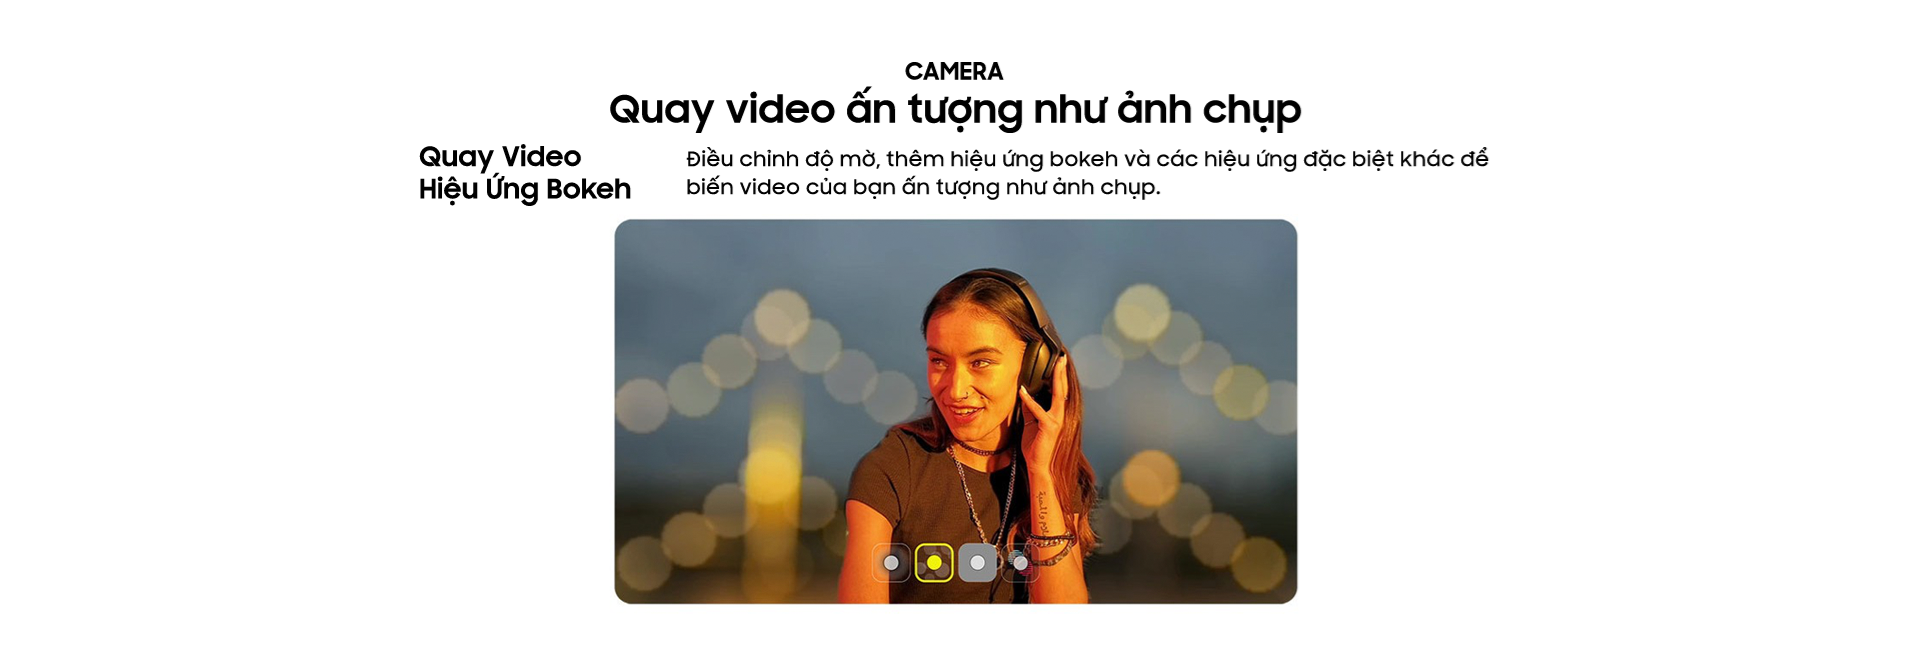 CAMERA
Quay video ấn tượng như ảnh chụp
Quay Video
Hiệu Ứng Bokeh
Điều chỉnh độ mờ, thêm hiệu ứng bokeh và các hiệu ứng đặc biệt khác để
biến video của bạn ấn tượng như ảnh chụp.